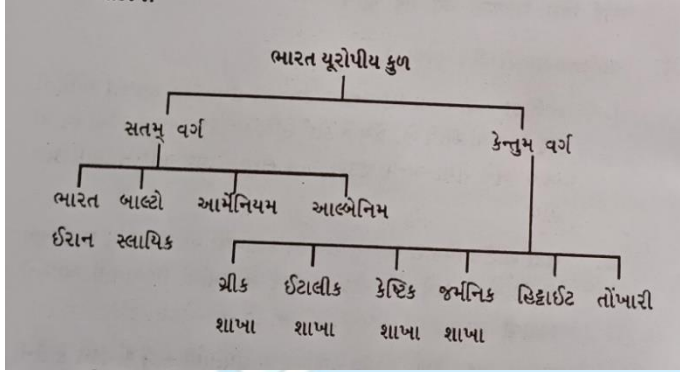 ભારત યૂરોપીય કુળ
સતમ્ વર્ગ
કેન્તુમ વર્ગ
ભારત બાલ્ટો આર્મેનિયમ આલ્બેનિમ
ઈરાન સ્લાયિક
ગ્રીક ઈટાલીક કેષ્ટિક જર્મનિક હિટ્ટાઈટ તોંખારી
શાખા શાખા શાખા શાખા